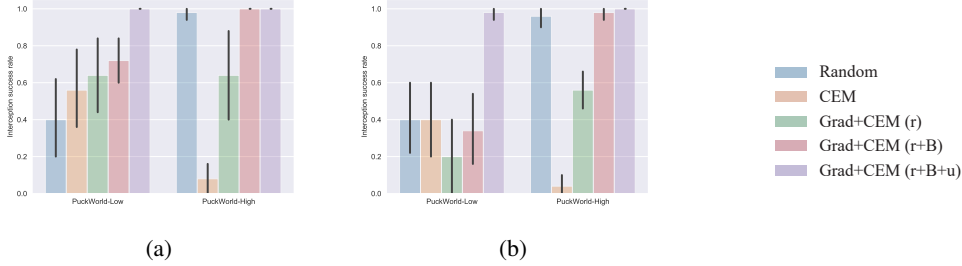 Interception success rate
1.0
0.8
0.6
0.4
0.2
0.0
PuckWorld-Low PuckWorld-High
(a)
Interception success rate
1.0
0.8
0.6
0.4
0.2
0.0
PuckWorld-Low PuckWorld-High
(b)
Random
CEM
Grad+CEM (r)
Grad+CEM (r+B)
Grad+CEM (r+B+u)